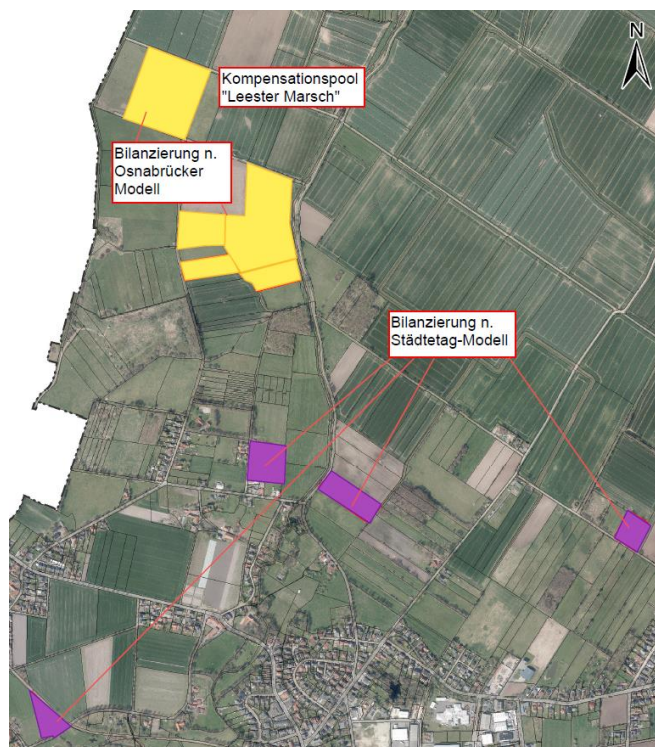 N
Kompensationspool
"Leester Marsch"
Bilanzierung n.
Osnabrücker
Modell
Bilanzierung n.
Städtetag-Modell